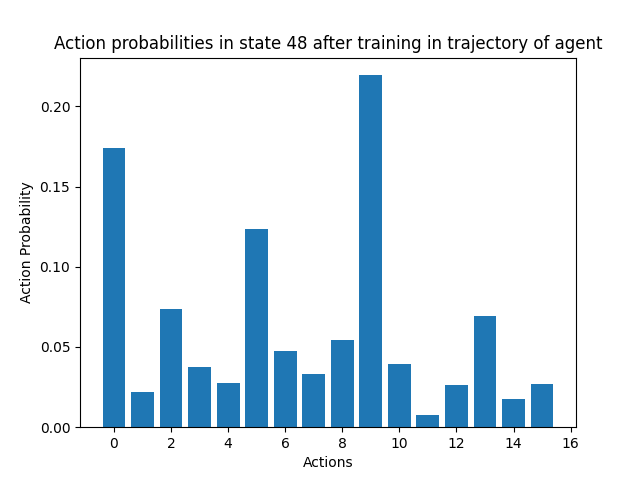 Action probabilities in state 48 after training in trajectory of agent
0.20
0.15
0.10
0.05
0.00
Action Probability
0 2 4 6 8 10 12 14 16
Actions